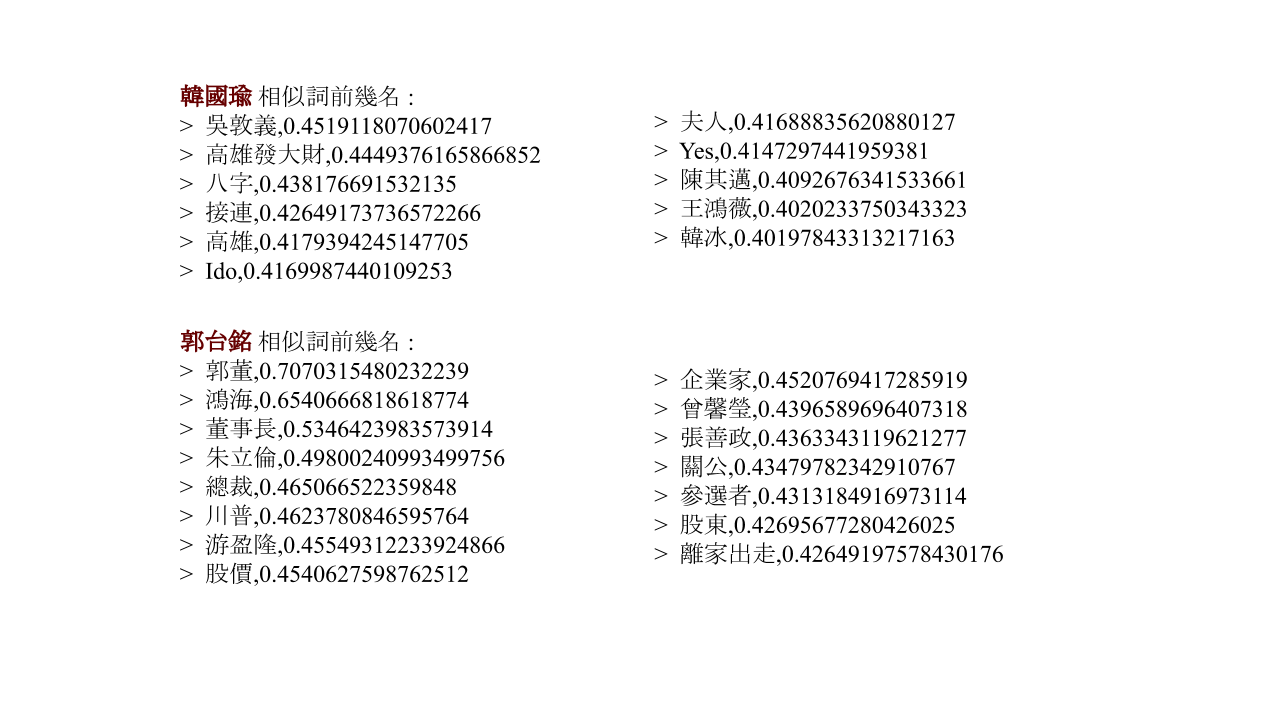 韓國瑜 相似詞前幾名 :
> 吳敦義,0.4519118070602417
> 高雄發大財,0.4449376165866852
> 八字,0.438176691532135
> 接連,0.42649173736572266
> 高雄,0.4179394245147705
> Ido,0.4169987440109253
> 夫人,0.41688835620880127
> Yes,0.4147297441959381
> 陳其邁,0.4092676341533661
> 王鴻薇,0.4020233750343323
> 韓冰,0.40197843313217163
郭台銘 相似詞前幾名 :
> 郭董,0.7070315480232239
> 鴻海,0.6540666818618774
> 董事長,0.5346423983573914
> 朱立倫,0.49800240993499756
> 總裁,0.465066522359848
> 川普,0.4623780846595764
> 游盈隆,0.45549312233924866
> 股價,0.4540627598762512
> 企業家,0.4520769417285919
> 曾馨瑩,0.4396589696407318
> 張善政,0.4363343119621277
> 關公,0.43479782342910767
> 參選者,0.4313184916973114
> 股東,0.42695677280426025
> 離家出走,0.42649197578430176